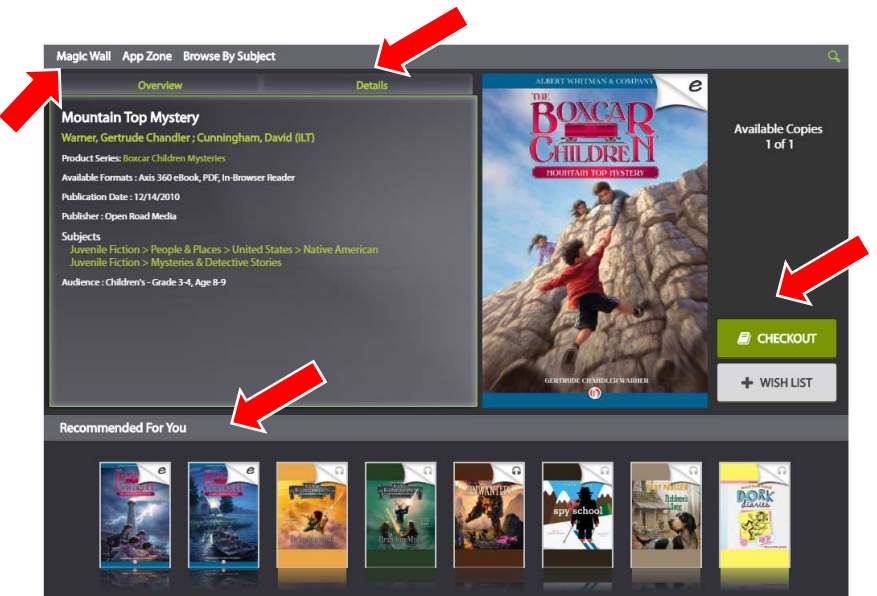 Magic Wall App Zone Browse By Subject
Overview Details
Mountain Top Mystery
Warner, Gertrude Chandler ; Cunningham, David (ILT)
Product Series: Boxcar Children Mysteries
Available Formats : Axis 360 eBook, PDF, In-Browser Reader
Publication Date : 12/14/2010
Publisher : Open Road Media
Subjects
Juvenile Fiction > People & Places > United States > Native American
Juvenile Fiction > Mysteries & Detective Stories
Audience : Children's - Grade 3-4, Age 8-9
ALBERT WHITMAN & COMPANY
e
THE
BOXCAR
CHILDREN
MOUNTAIN TOP MYSTERY
GERTRUDE CHANDLER WARNER
Available Copies
1 of 1
CHECKOUT
+ WISH LIST
Recommended For You
e
e
spy school
DORK
diaries